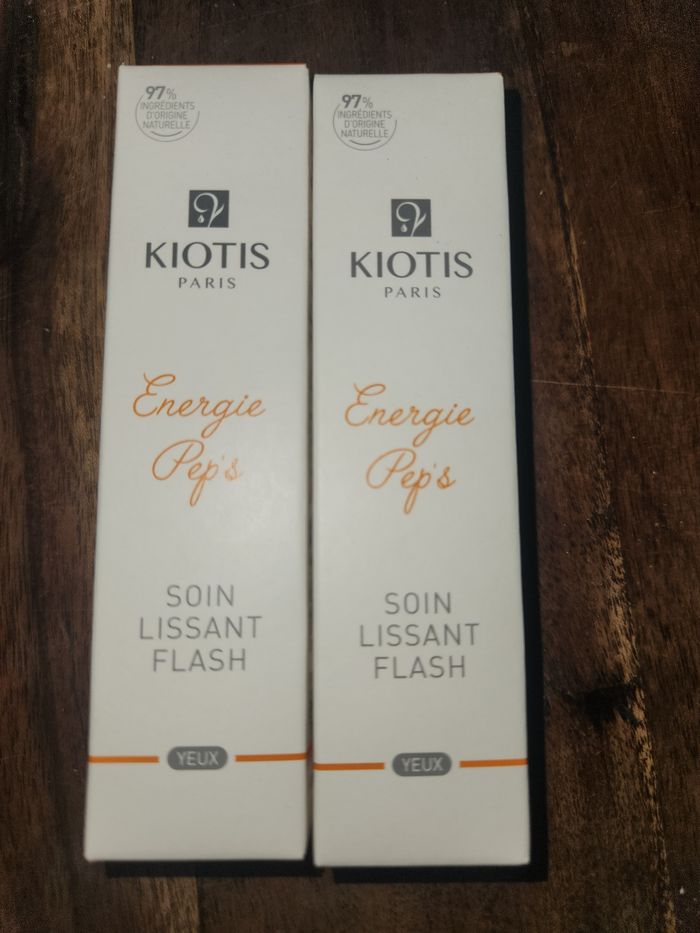 97%
INGRÉDIENTS
D'ORIGINE
NATURELLE
KIOTIS
PARIS
Energie
Pep's
SOIN
LISSANT
FLASH
YEUX
97%
INGRÉDIENTS
D'ORIGINE
NATURELLE
KIOTIS
PARIS
Energie
Pep's
SOIN
LISSANT
FLASH
YEUX